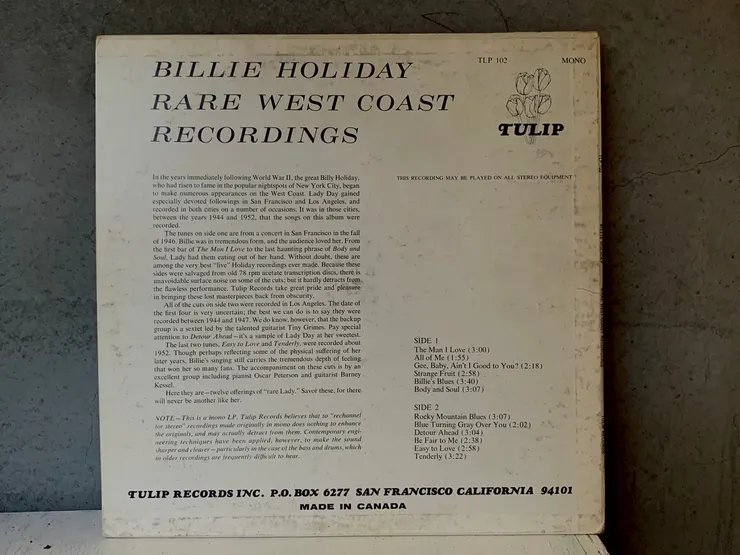 BILLIE HOLIDAY
RARE WEST COAST
RECORDINGS
TLP 102
MONO
TULIP
THIS RECORDING MAY BE PLAYED ON ALL STEREO EQUIPMENT
In the years immediately following World War II, the great Billy Holiday,
who had risen to fame in the popular nightspots of New York City, began
to make numerous appearances on the West Coast. Lady Day gained
especially devoted followings in San Francisco and Los Angeles, and
recorded in both cities on a number of occasions. It was in those cities,
between the years 1944 and 1952, that the songs on this album were
recorded.
The tunes on side one are from a concert in San Francisco in the fall
of 1946. Billie was in tremendous form, and the audience loved her. From
the first bar of The Man I Love to the last haunting phrase of Body and
Soul, Lady had them eating out of her hand. Without doubt, these are
among the very best "live" Holiday recordings ever made. Because these
sides were salvaged from old 78 rpm acetate transcription discs, there is
unavoidable surface noise on some of the cuts; but it hardly detracts from
the flawless performance. Tulip Records take great pride and pleasure
in bringing these lost masterpieces back from obscurity.
All of the cuts on side two were recorded in Los Angeles. The date of
the first four is very uncertain; the best we can do is to say they were
recorded between 1944 and 1947. We do know, however, that the backup
group is a sextet led by the talented guitarist Tiny Grimes. Pay special
attention to Detour Ahead—it's a sample of Lady Day at her sweetest.
The last two tunes, Easy to Love and Tenderly, were recorded about
1952. Though perhaps reflecting some of the physical suffering of her
later years, Billie's singing still carries the tremendous depth of feeling
that won her so many fans. The accompaniment on these cuts is by an
excellent group including pianist Oscar Peterson and guitarist Barney
Kessel.
Here they are—twelve offerings of "rare Lady." Savor these, for there
will never be another like her.
NOTE—This is a mono LP. Tulip Records believes that to "rechannel
for stereo" recordings made originally in mono does nothing to enhance
the originals, and may actually detract from them. Contemporary engi-
neering techniques have been applied, however, to make the sound
sharper and clearer—particularly in the case of the bass and drums, which
in older recordings are frequently difficult to hear.
SIDE 1
The Man I Love (3:00)
All of Me (1:55)
Gee, Baby, Ain't I Good to You? (2:18)
Strange Fruit (2:58)
Billie's Blues (3:40)
Body and Soul (3:07)
SIDE 2
Rocky Mountain Blues (3:07)
Blue Turning Gray Over You (2:02)
Detour Ahead (3:04)
Be Fair to Me (2:38)
Easy to Love (2:58)
Tenderly (3:22)
TULIP RECORDS INC. P.O. BOX 6277 SAN FRANCISCO CALIFORNIA 94101
MADE IN CANADA